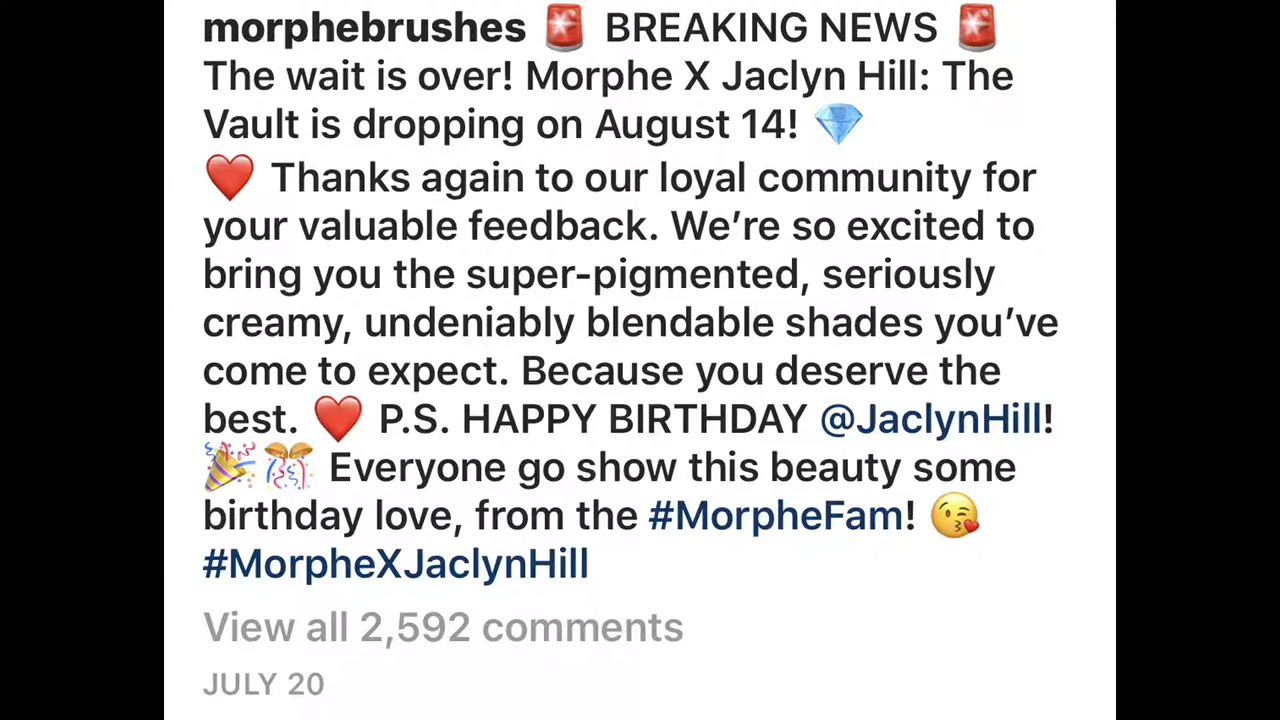 morphebrushes 🚨 BREAKING NEWS 🚨
The wait is over! Morphe X Jaclyn Hill: The
Vault is dropping on August 14! 💎
❤️ Thanks again to our loyal community for
your valuable feedback. We’re so excited to
bring you the super-pigmented, seriously
creamy, undeniably blendable shades you’ve
come to expect. Because you deserve the
best. ❤️ P.S. HAPPY BIRTHDAY @JaclynHill!
🎉🎊 Everyone go show this beauty some
birthday love, from the #MorpheFam! 😘
#MorpheXJaclynHill
View all 2,592 comments
JULY 20